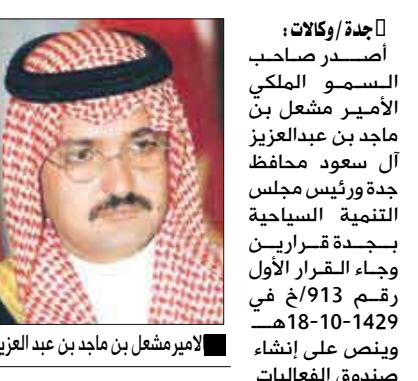 جدة / وكالات :
أصدر صاحب
السمو الملكي
الأمير مشعل بن
ماجد بن عبدالعزيز
آل سعود محافظ
جدة ورئيس مجلس
التنمية السياحية
بجدة قرارين
وجاء القرار الأول
رقم 913/خ في
18-10-1429هـ
وينص على إنشاء
صندوق الفعاليات
الامير مشعل بن ماجد بن عبد العزيز